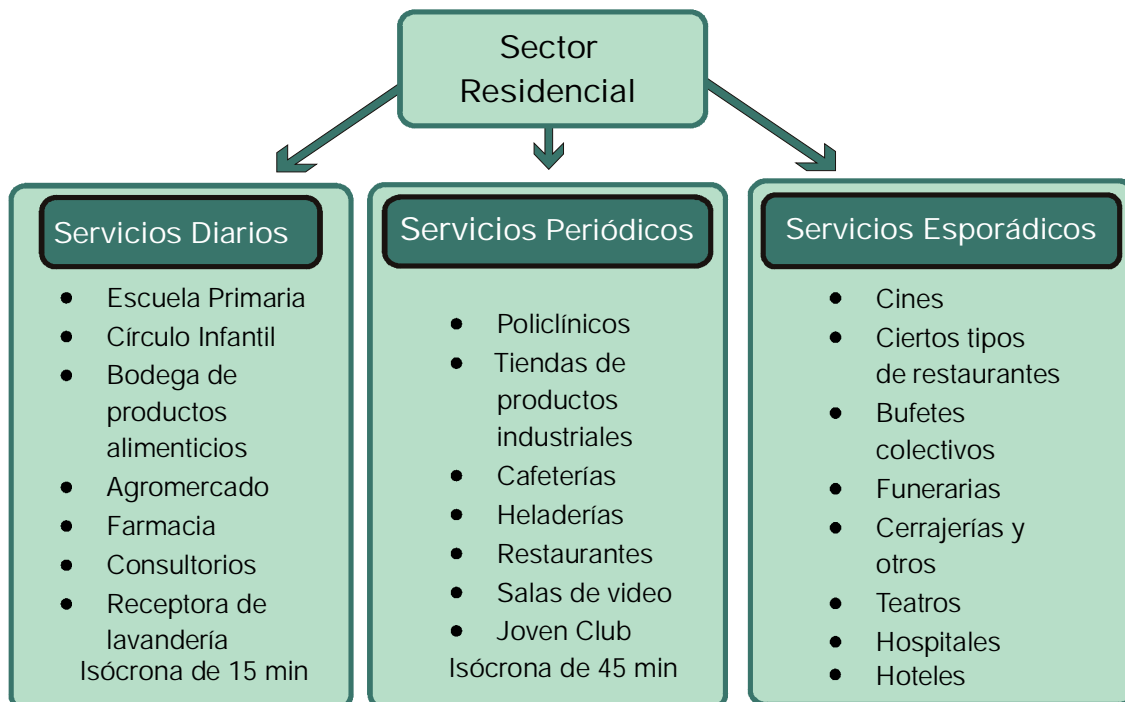 Sector
Residencial
Servicios Diarios
• Escuela Primaria
• Círculo Infantil
• Bodega de
productos
alimenticios
• Agromercado
• Farmacia
• Consultorios
• Receptora de
lavandería
Isócrona de 15 min
Servicios Periódicos
• Policlínicos
• Tiendas de
productos
industriales
• Cafeterías
• Heladerías
• Restaurantes
• Salas de video
• Joven Club
Isócrona de 45 min
Servicios Esporádicos
• Cines
• Ciertos tipos
de restaurantes
• Bufetes
colectivos
• Funerarias
• Cerrajerías y
otros
• Teatros
• Hospitales
• Hoteles